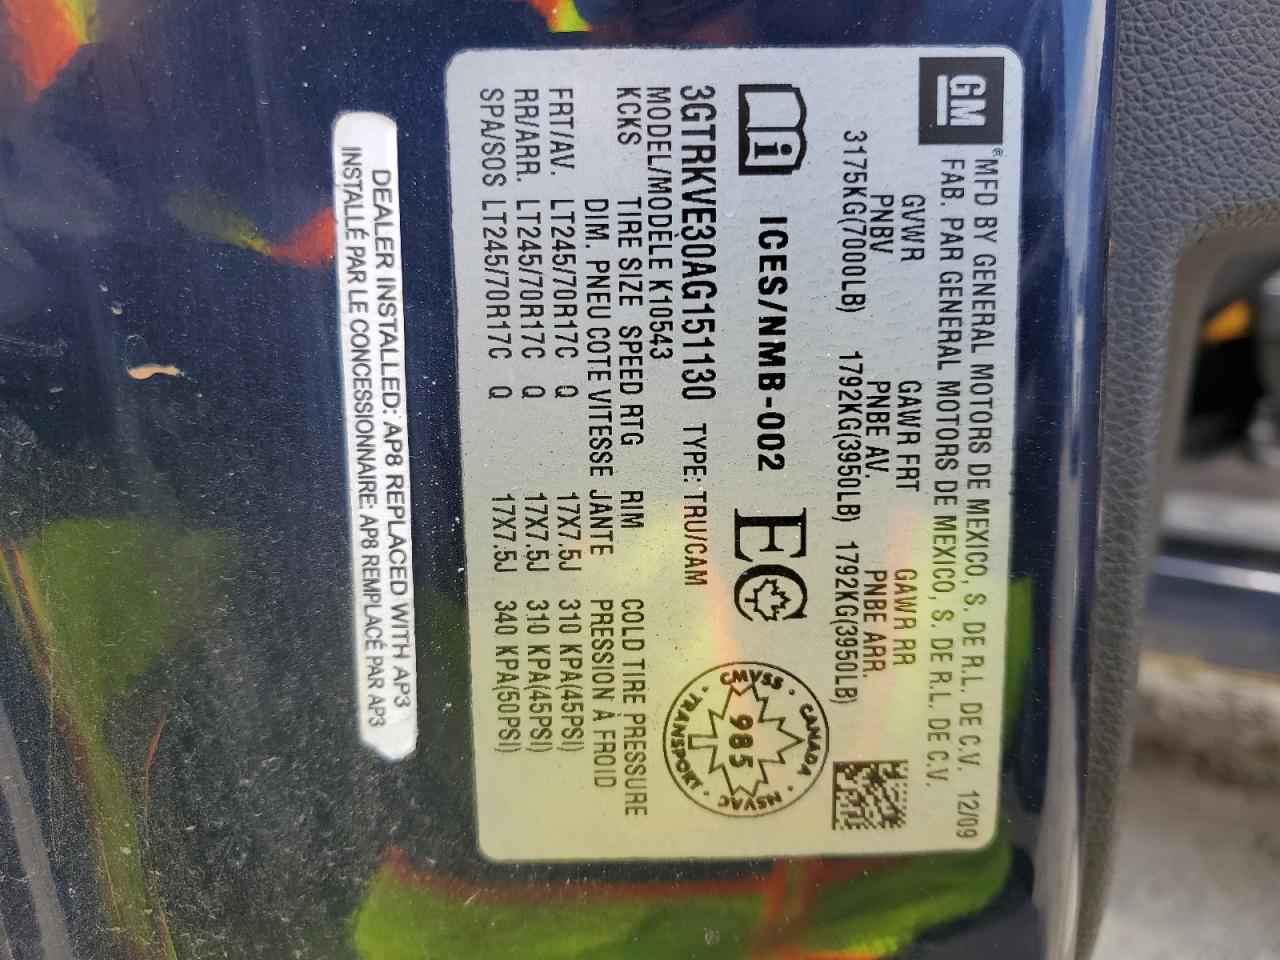 GM
® MFD BY GENERAL MOTORS DE MEXICO, S. DE R.L. DE C.V. 12/09
FAB. PAR GENERAL MOTORS DE MEXICO, S. DE R.L. DE C.V.
GVWR GAWR FRT GAWR RR
PNBV PNBE AV. PNBE ARR.
3175KG(7000LB) 1792KG(3950LB) 1792KG(3950LB)
i ICES/NMB-002 EC
CANADA · NSVAC · TRANSPORT · CMVSS ·
985
3GTRKVE30AG151130 TYPE: TRU/CAM
MODEL/MODELE K10543
KCKS TIRE SIZE SPEED RTG RIM COLD TIRE PRESSURE
DIM. PNEU COTE VITESSE JANTE PRESSION À FROID
FRT/AV. LT245/70R17C Q 17X7.5J 310 KPA(45PSI)
RR/ARR. LT245/70R17C Q 17X7.5J 310 KPA(45PSI)
SPA/SOS LT245/70R17C Q 17X7.5J 340 KPA(50PSI)
DEALER INSTALLED: AP8 REPLACED WITH AP3
INSTALLÉ PAR LE CONCESSIONNAIRE: AP8 REMPLACÉ PAR AP3